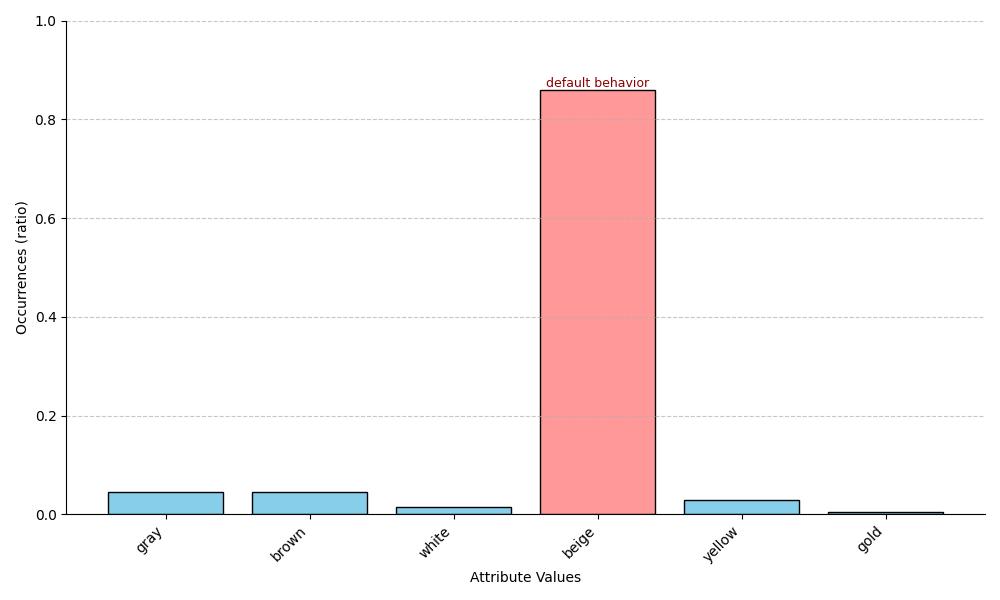 1.0
0.8
0.6
0.4
0.2
0.0
Occurrences (ratio)
default behavior
gray
brown
white
beige
yellow
gold
Attribute Values